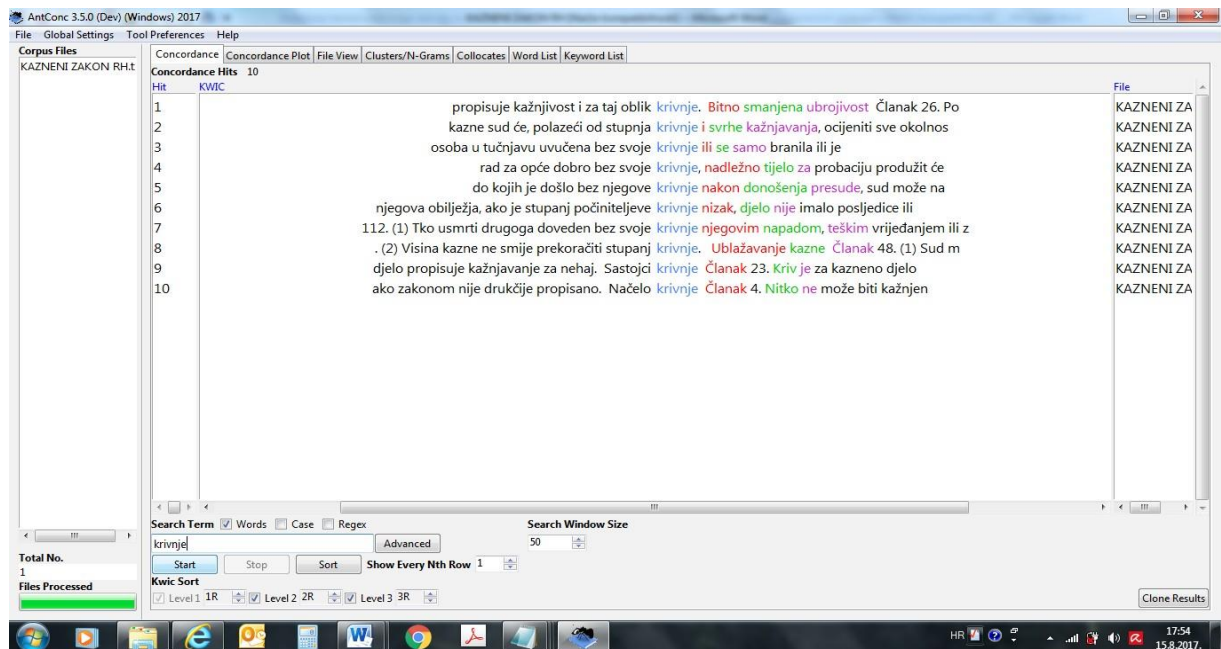 AntConc 3.5.0 (Dev) (Windows) 2017
File Global Settings Tool Preferences Help
Corpus Files
KAZNENI ZAKON RH.t
Concordance Concordance Plot File View Clusters/N-Grams Collocates Word List Keyword List
Concordance Hits 10
Hit KWIC File
1 propisuje kažnjivost i za taj oblik krivnje. Bitno smanjena ubrojivost Članak 26. Po KAZNENI ZA
2 kazne sud će, polazeći od stupnja krivnje i svrhe kažnjavanja, ocijeniti sve okolnos KAZNENI ZA
3 osoba u tučnjavu uvučena bez svoje krivnje ili se samo branila ili je KAZNENI ZA
4 rad za opće dobro bez svoje krivnje, nadležno tijelo za probaciju produžit će KAZNENI ZA
5 do kojih je došlo bez njegove krivnje nakon donošenja presude, sud može na KAZNENI ZA
6 njegova obilježja, ako je stupanj počiniteljeve krivnje nizak, djelo nije imalo posljedice ili KAZNENI ZA
7 112. (1) Tko usmrti drugoga doveden bez svoje krivnje njegovim napadom, teškim vrijeđanjem ili z KAZNENI ZA
8 . (2) Visina kazne ne smije prekoračiti stupanj krivnje. Ublažavanje kazne Članak 48. (1) Sud m KAZNENI ZA
9 djelo propisuje kažnjavanje za nehaj. Sastojci krivnje Članak 23. Kriv je za kazneno djelo KAZNENI ZA
10 ako zakonom nije drukčije propisano. Načelo krivnje Članak 4. Nitko ne može biti kažnjen KAZNENI ZA
Search Term Words Case Regex Search Window Size
krivnje Advanced 50
Start Stop Sort Show Every Nth Row 1
Kwic Sort
Level 1 1R Level 2 2R Level 3 3R
Clone Results
Total No.
1
Files Processed
HR 17:54
15.8.2017.